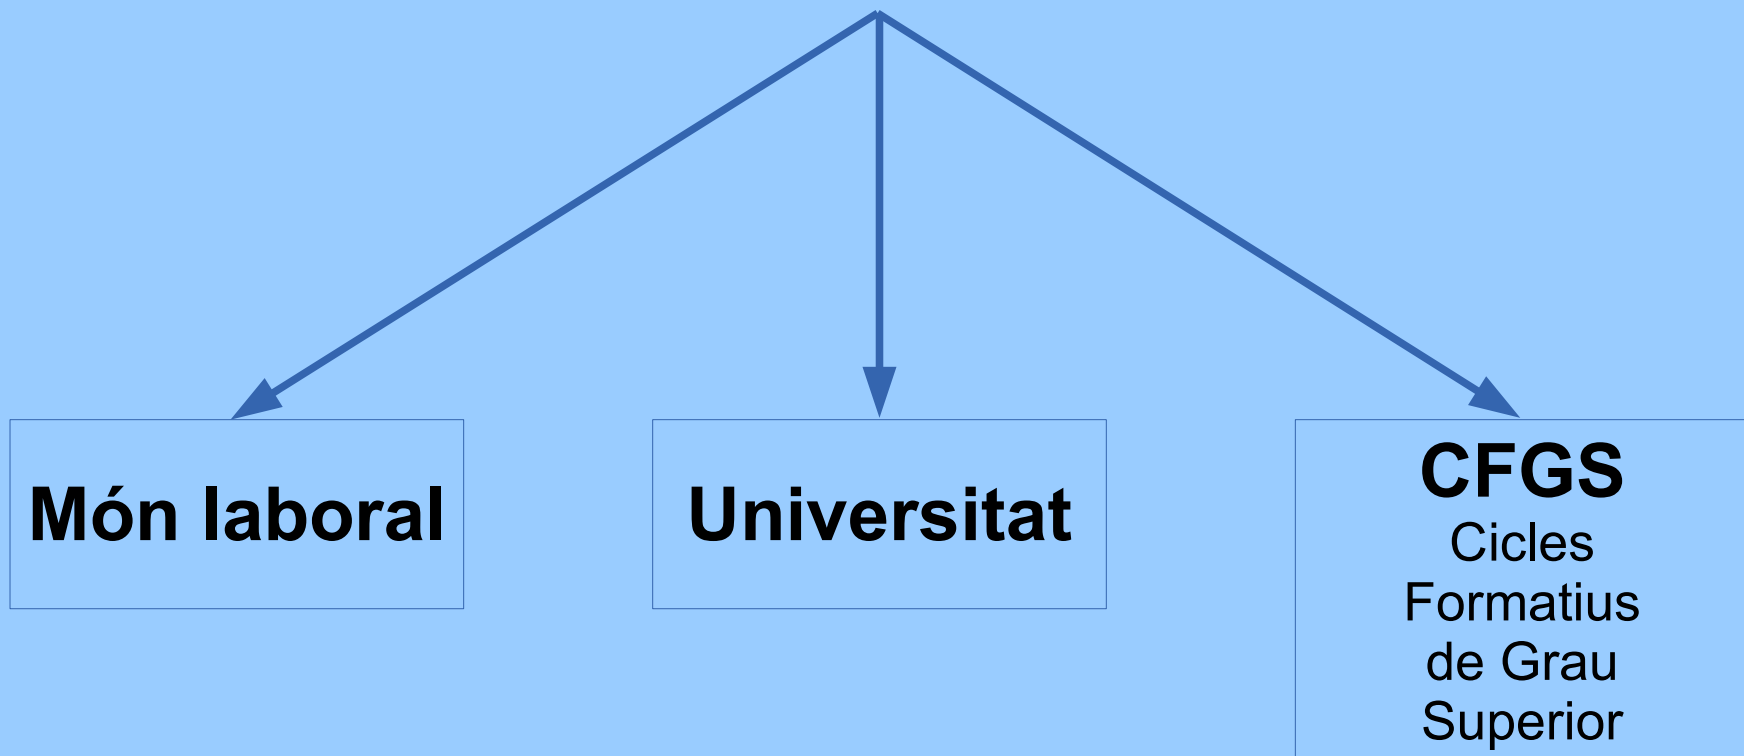 Món laboral
Universitat
CFGS
Cicles
Formatius
de Grau
Superior